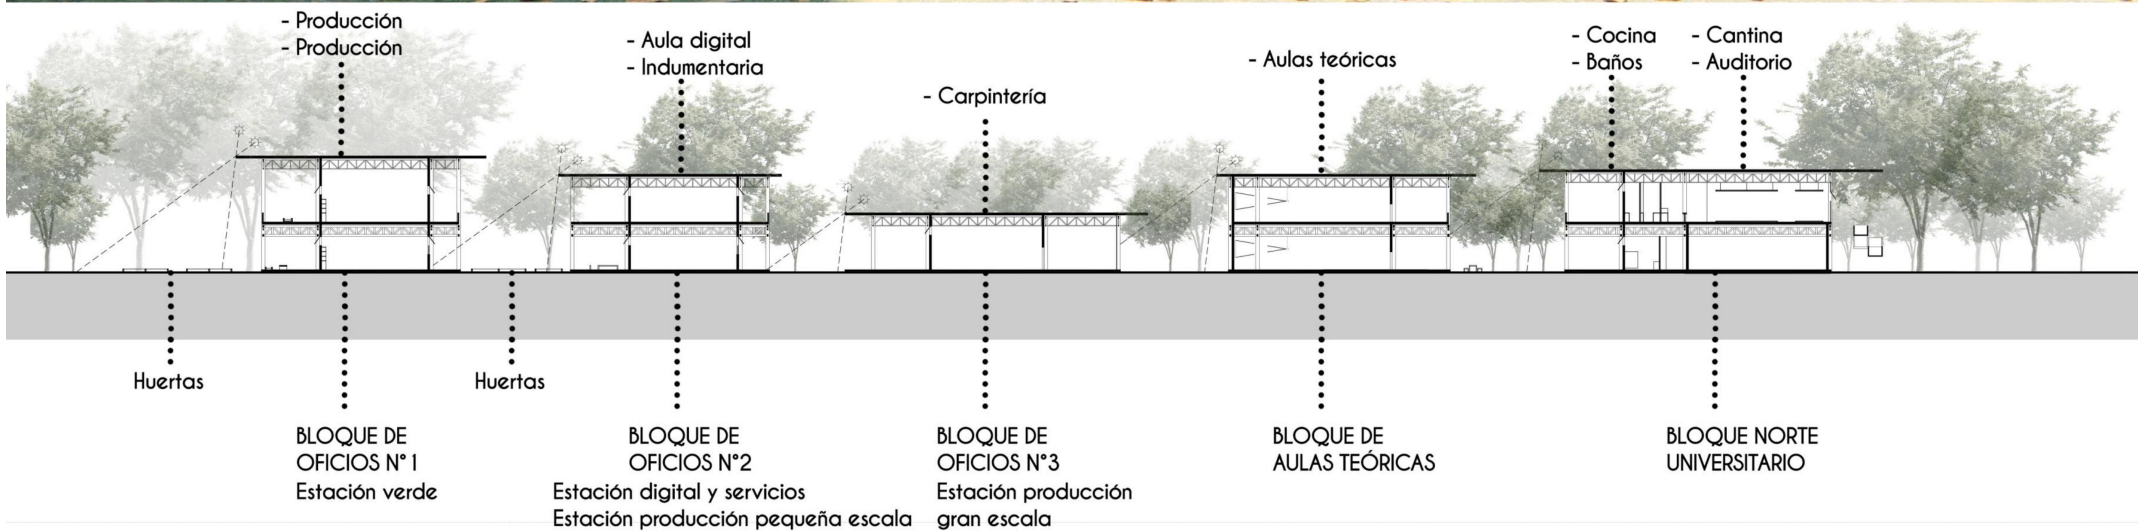 - Producción
- Producción
- Aula digital
- Indumentaria
- Carpintería
- Aulas teóricas
- Cocina
- Baños
- Cantina
- Auditorio
Huertas
Huertas
BLOQUE DE
OFICIOS N°1
Estación verde
BLOQUE DE
OFICIOS N°2
Estación digital y servicios
Estación producción pequeña escala
BLOQUE DE
OFICIOS N°3
Estación producción
gran escala
BLOQUE DE
AULAS TEÓRICAS
BLOQUE NORTE
UNIVERSITARIO